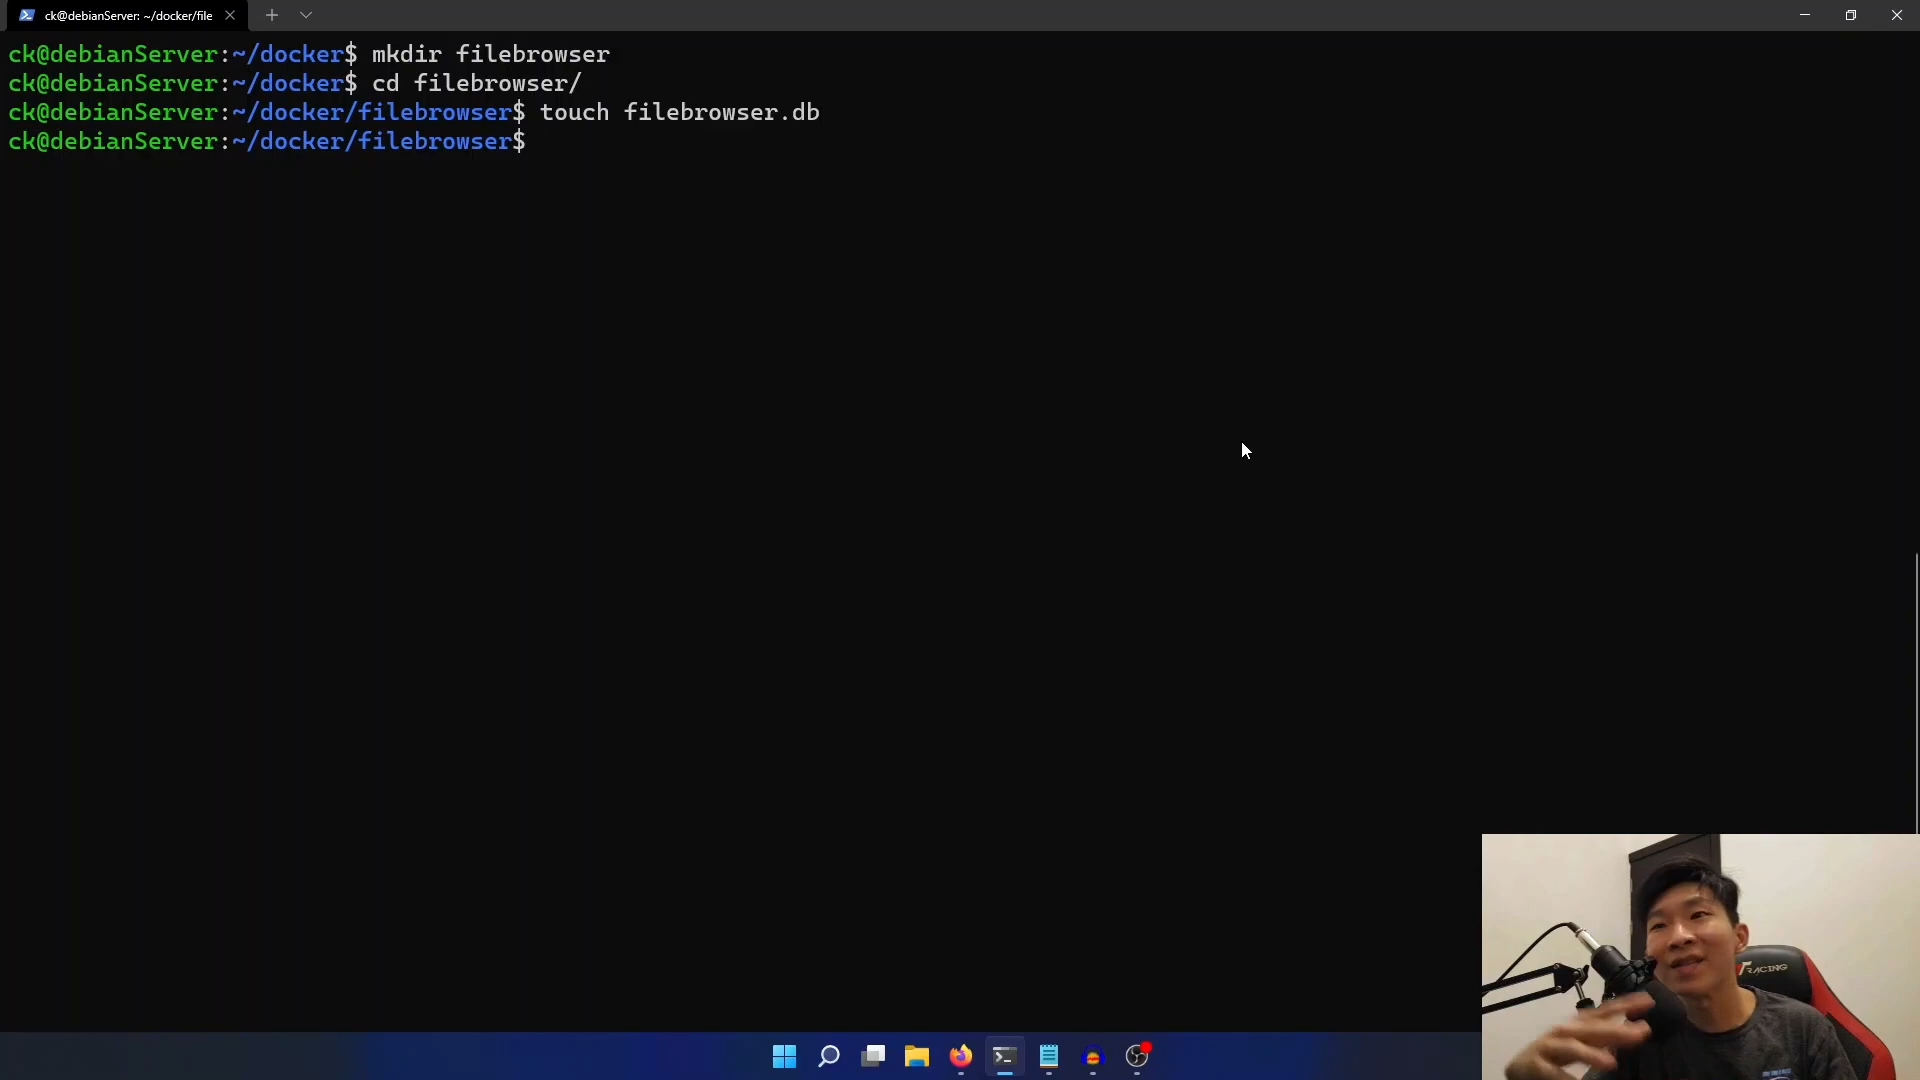 ck@debianServer: ~/docker/file
ck@debianServer:~/docker$ mkdir filebrowser
ck@debianServer:~/docker$ cd filebrowser/
ck@debianServer:~/docker/filebrowser$ touch filebrowser.db
ck@debianServer:~/docker/filebrowser$
RACING